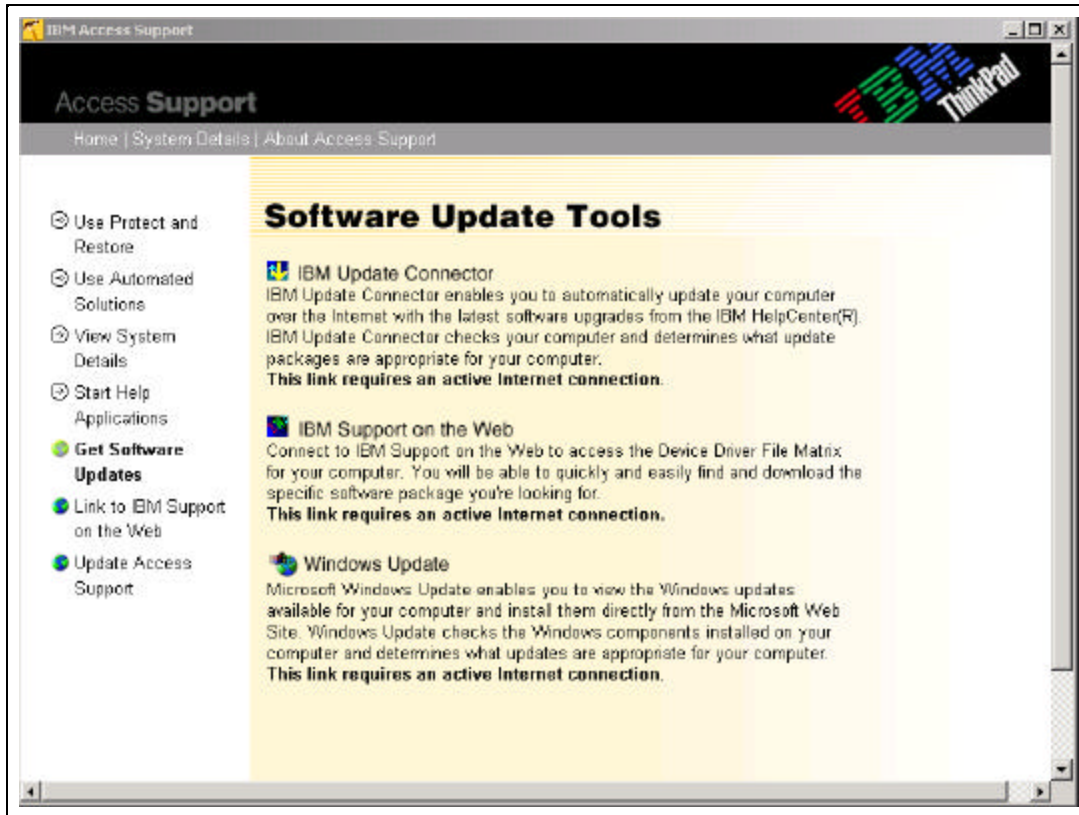 IBM Access Support
IBM
ThinkPad
Access Support
Home | System Details | About Access Support
Use Protect and
Restore
Use Automated
Solutions
View System
Details
Start Help
Applications
Get Software
Updates
Link to IBM Support
on the Web
Update Access
Support
Software Update Tools
IBM Update Connector
IBM Update Connector enables you to automatically update your computer
over the Internet with the latest software upgrades from the IBM HelpCenter(R).
IBM Update Connector checks your computer and determines what update
packages are appropriate for your computer.
This link requires an active Internet connection.
IBM Support on the Web
Connect to IBM Support on the Web to access the Device Driver File Matrix
for your computer. You will be able to quickly and easily find and download the
specific software package you're looking for.
This link requires an active Internet connection.
Windows Update
Microsoft Windows Update enables you to view the Windows updates
available for your computer and install them directly from the Microsoft Web
Site. Windows Update checks the Windows components installed on your
computer and determines what updates are appropriate for your computer.
This link requires an active Internet connection.